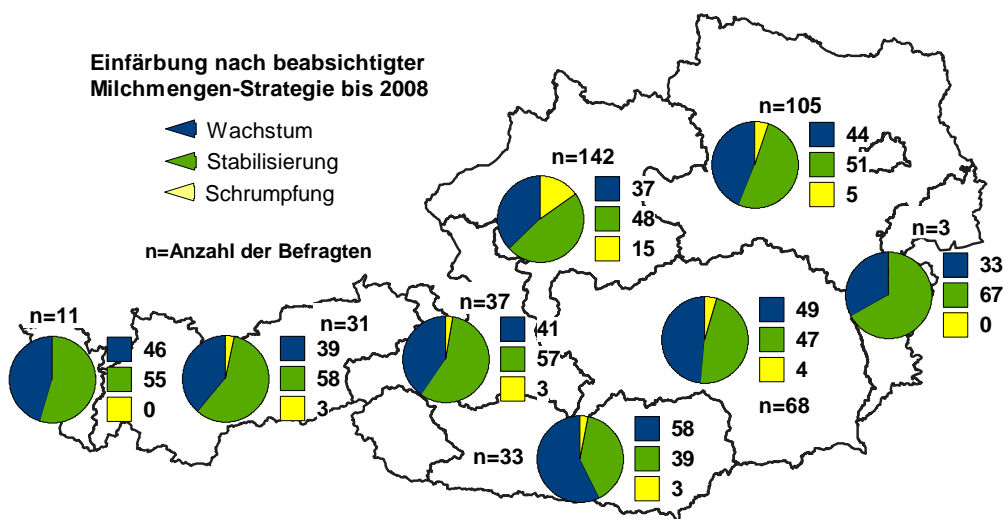 Einfärbung nach beabsichtigter
Milchmengen-Strategie bis 2008
Wachstum
Stabilisierung
Schrumpfung
n=Anzahl der Befragten
n=105
44
51
5
n=142
37
48
15
n=3
33
67
0
n=11
46
55
0
n=31
39
58
3
n=37
41
57
3
49
47
4
n=68
n=33
58
39
3